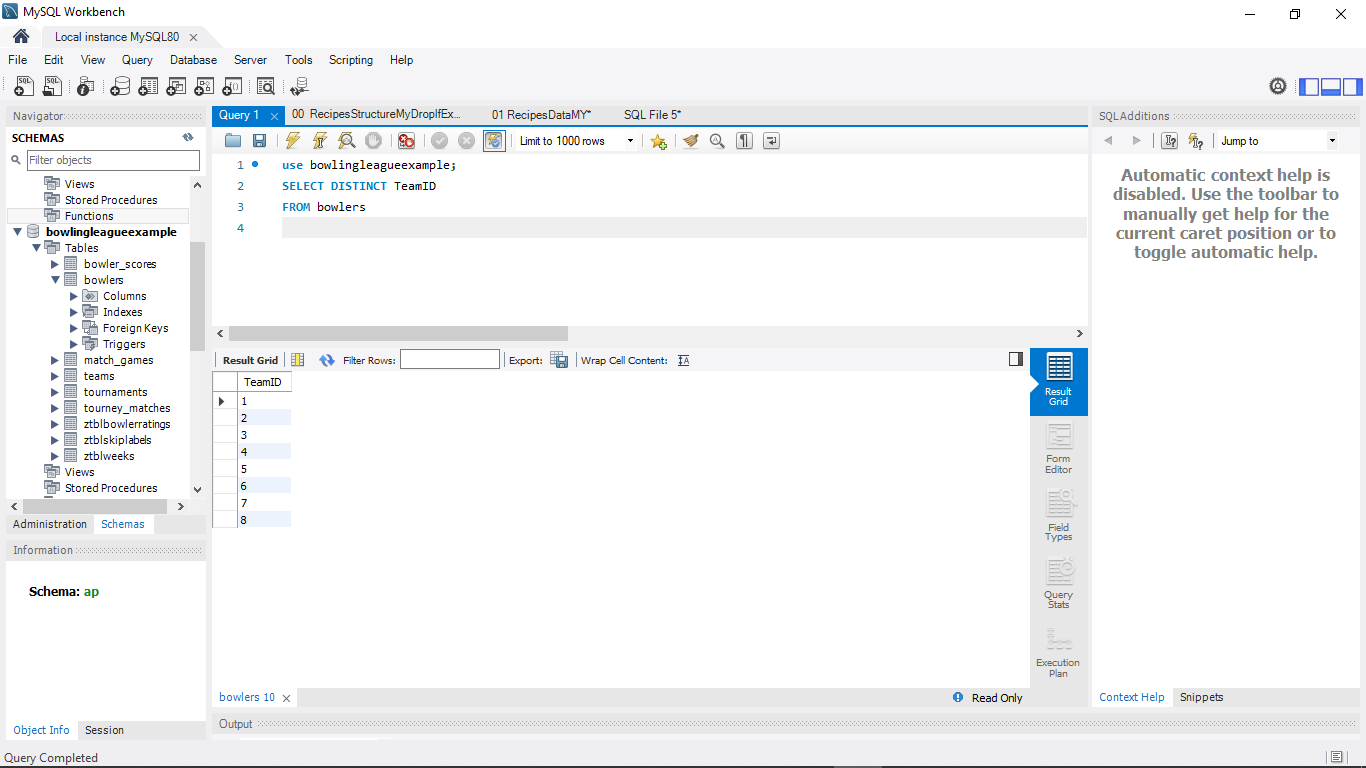 MySQL Workbench
Local instance MySQL80
File Edit View Query Database Server Tools Scripting Help
Navigator
SCHEMAS
Filter objects
Views
Stored Procedures
Functions
bowlingleagueexample
Tables
bowler_scores
bowlers
Columns
Indexes
Foreign Keys
Triggers
match_games
teams
tournaments
tourney_matches
ztblbowlerratings
ztblskiplabels
ztblweeks
Views
Stored Procedures
Administration Schemas
Information
Schema: ap
Object Info Session
Query Completed
Query 1 00 RecipesStructureMyDropIfEx... 01 RecipesDataMY* SQL File 5*
Limit to 1000 rows
1 use bowlingleagueexample;
2 SELECT DISTINCT TeamID
3 FROM bowlers
4
Result Grid Filter Rows: Export: Wrap Cell Content:
TeamID
1
2
3
4
5
6
7
8
Result
Grid
Form
Editor
Field
Types
Query
Stats
Execution
Plan
bowlers 10
Read Only
Output
SQLAdditions
Jump to
Automatic context help is
disabled. Use the toolbar to
manually get help for the
current caret position or to
toggle automatic help.
Context Help Snippets